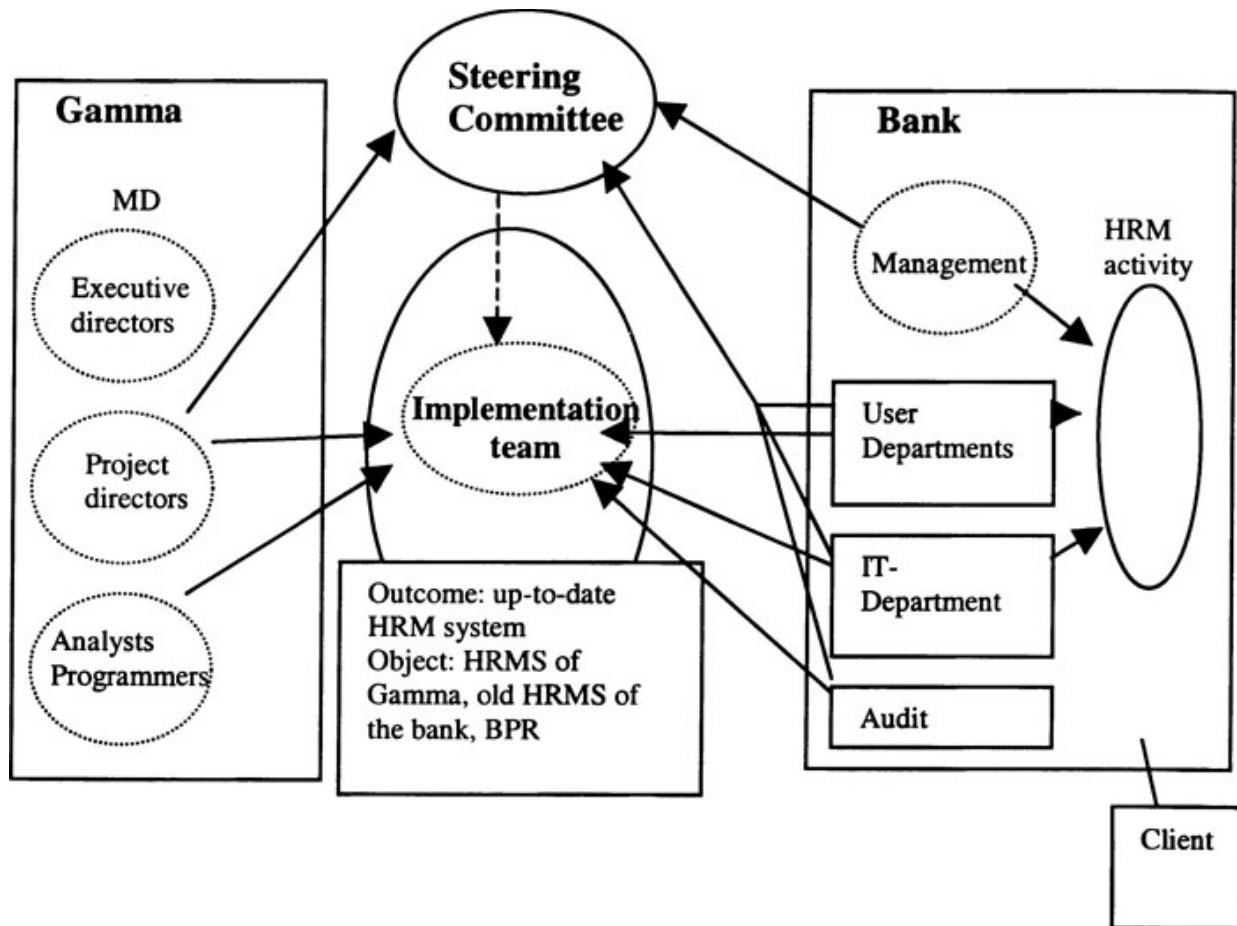 Gamma
MD
Executive
directors
Project
directors
Analysts
Programmers
Steering
Committee
Implementation
team
Outcome: up-to-date
HRM system
Object: HRMS of
Gamma, old HRMS of
the bank, BPR
Bank
Management
HRM
activity
User
Departments
IT-
Department
Audit
Client